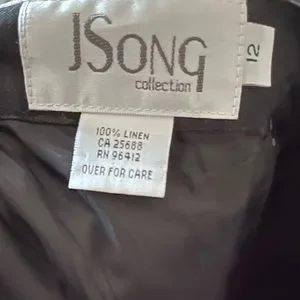 JSONG
collection
12
100% LINEN
CA 25688
RN 96412
OVER FOR CARE